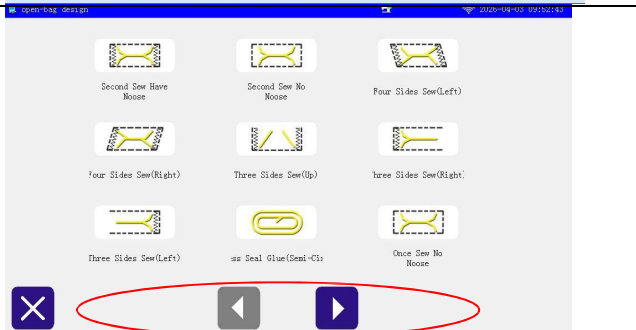 open-bag design
2026-04-03 09:52:43
Second Sew Have
Noose
Second Sew No
Noose
Four Sides Sew(Left)
Four Sides Sew(Right)
Three Sides Sew(Up)
hree Sides Sew(Right
Three Sides Sew(Left)
ss Seal Glue(Semi-Ci
Once Sew No
Noose